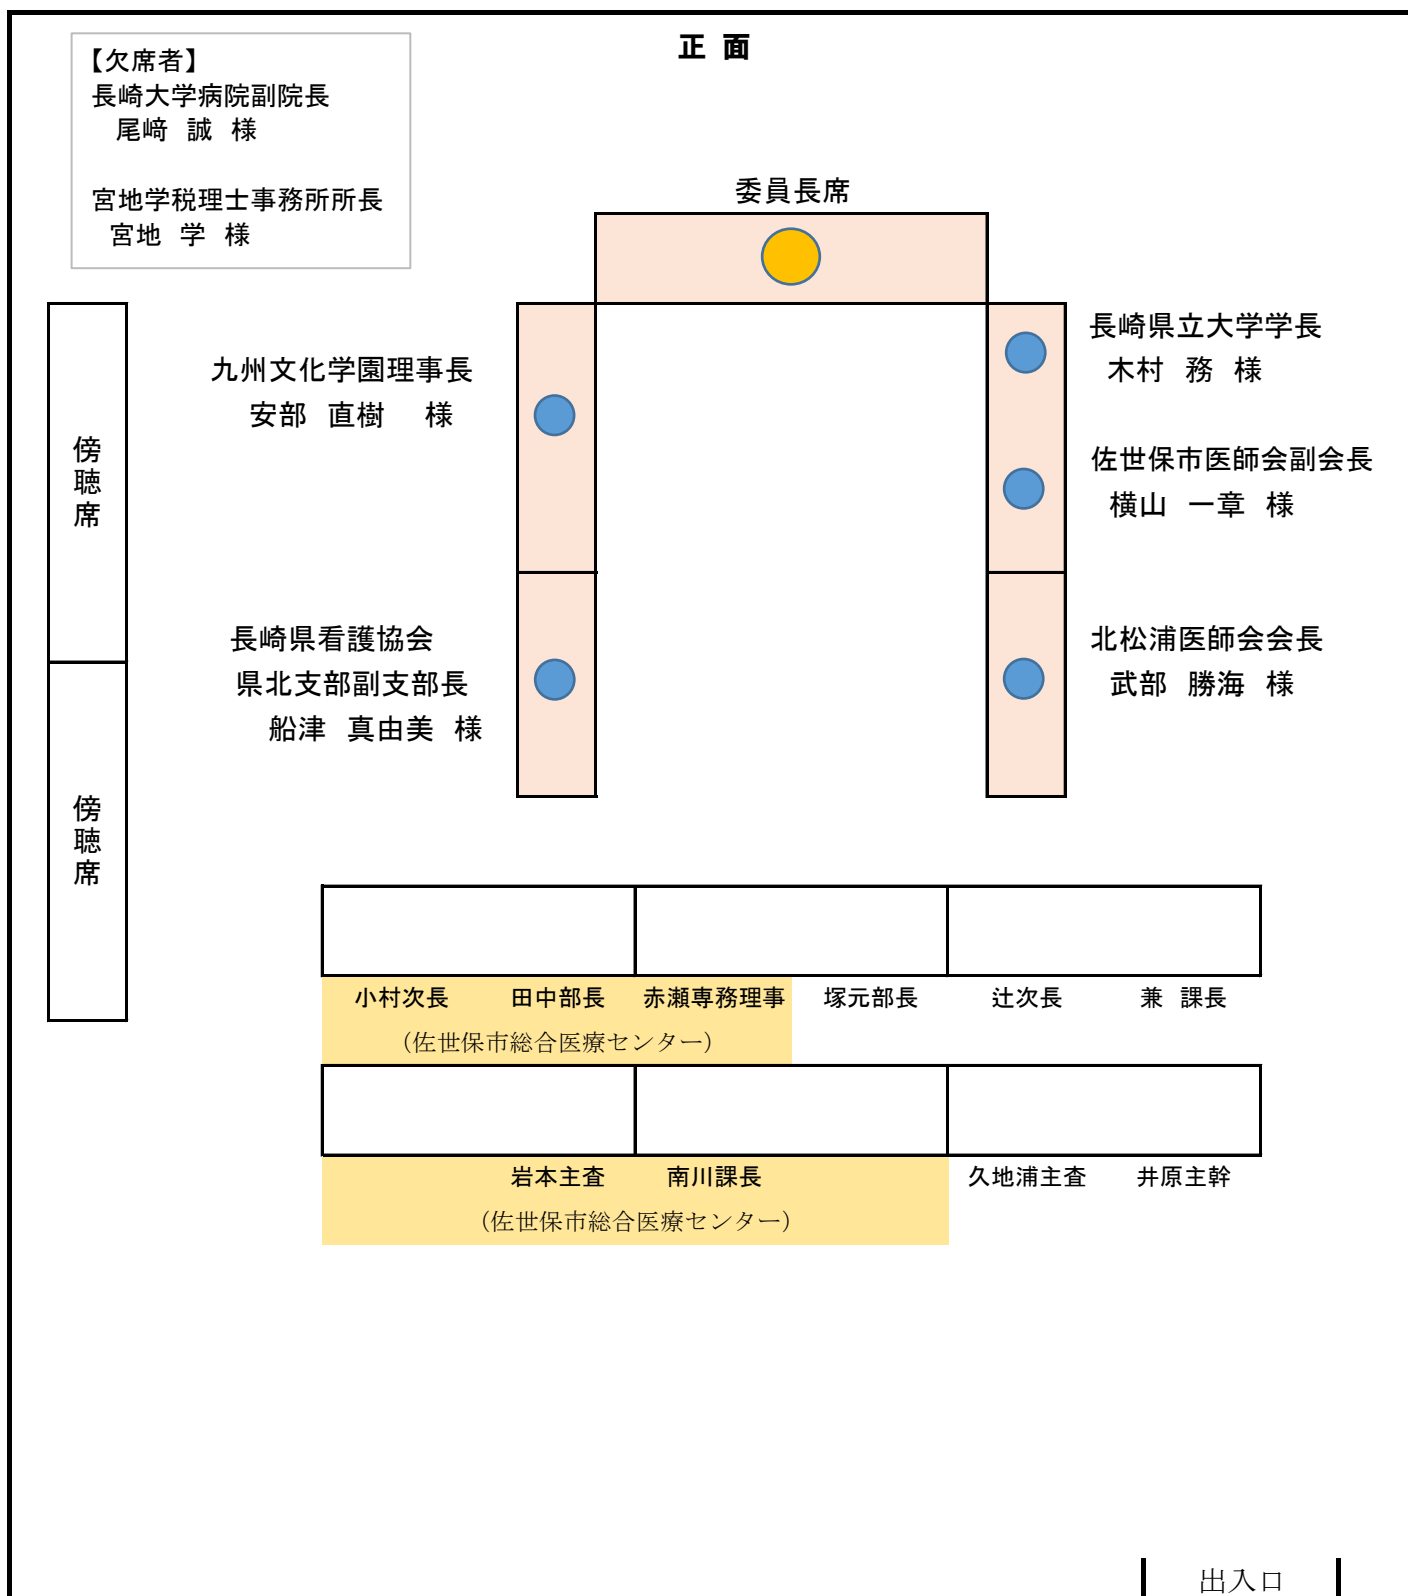 正 面
【欠席者】
長崎大学病院副院長
尾﨑 誠 様
宮地学税理士事務所所長
宮地 学 様
委員長席
九州文化学園理事長
安部 直樹 様
長崎県看護協会
県北支部副支部長
船津 真由美 様
長崎県立大学学長
木村 務 様
佐世保市医師会副会長
横山 一章 様
北松浦医師会会長
武部 勝海 様
傍聴席
傍聴席
小村次長 田中部長 赤瀬専務理事 塚元部長 辻次長 兼 課長
（佐世保市総合医療センター）
岩本主査 南川課長 久地浦主査 井原主幹
（佐世保市総合医療センター）
出入口